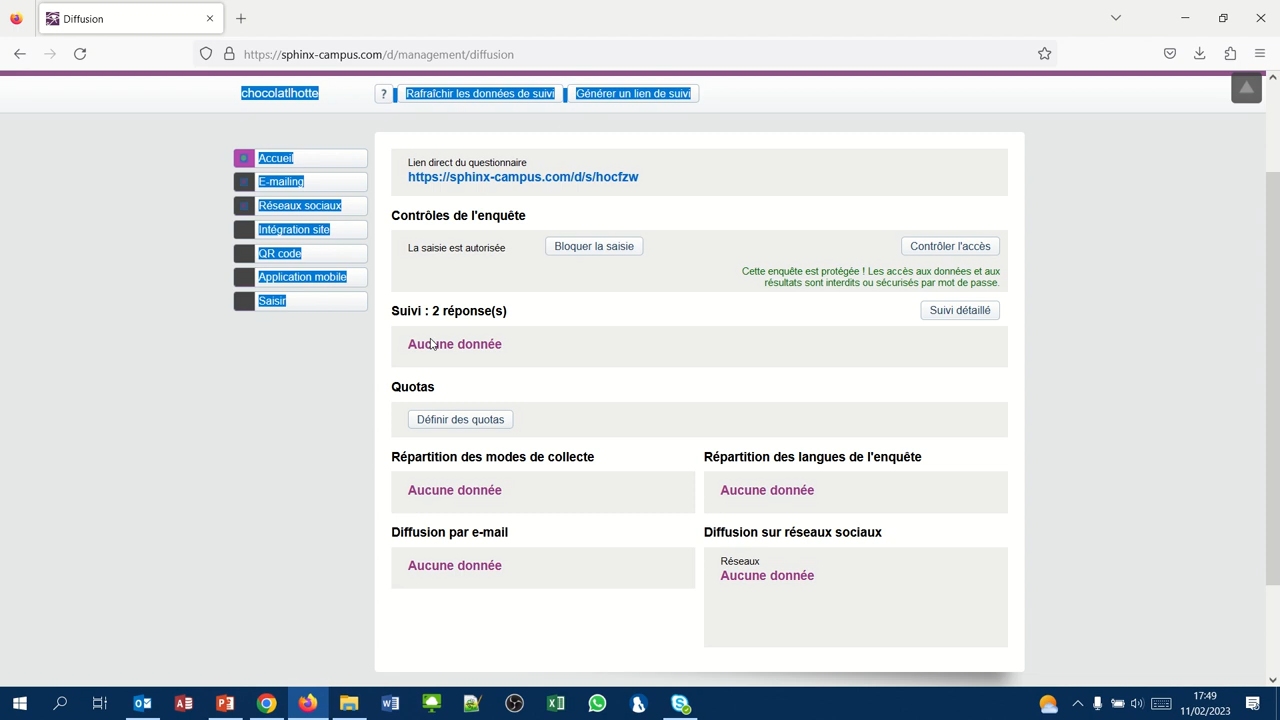 Diffusion
https://sphinx-campus.com/d/management/diffusion
chocolatlhotte
?
Rafraîchir les données de suivi
Générer un lien de suivi
Accueil
E-mailing
Réseaux sociaux
Intégration site
QR code
Application mobile
Saisir
Lien direct du questionnaire
https://sphinx-campus.com/d/s/hocfzw
Contrôles de l'enquête
La saisie est autorisée
Bloquer la saisie
Contrôler l'accès
Cette enquête est protégée ! Les accès aux données et aux
résultats sont interdits ou sécurisés par mot de passe.
Suivi : 2 réponse(s)
Suivi détaillé
Aucune donnée
Quotas
Définir des quotas
Répartition des modes de collecte
Aucune donnée
Répartition des langues de l'enquête
Aucune donnée
Diffusion par e-mail
Aucune donnée
Diffusion sur réseaux sociaux
Réseaux
Aucune donnée
17:49
11/02/2023